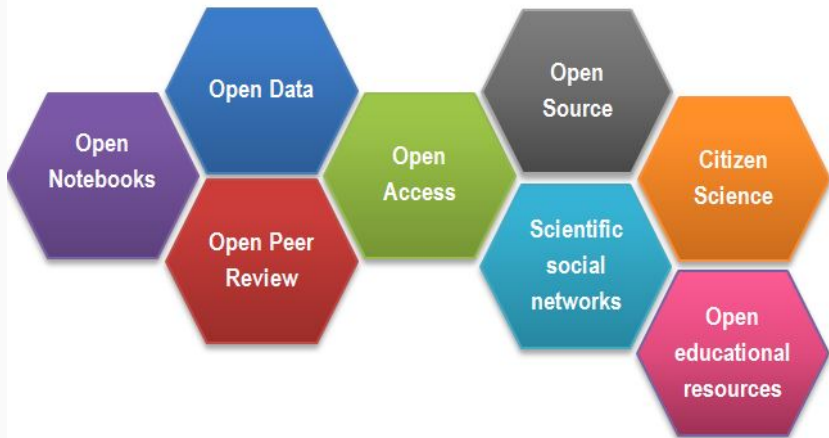 Open
Notebooks
Open Data
Open Peer
Review
Open
Access
Open
Source
Scientific
social
networks
Citizen
Science
Open
educational
resources